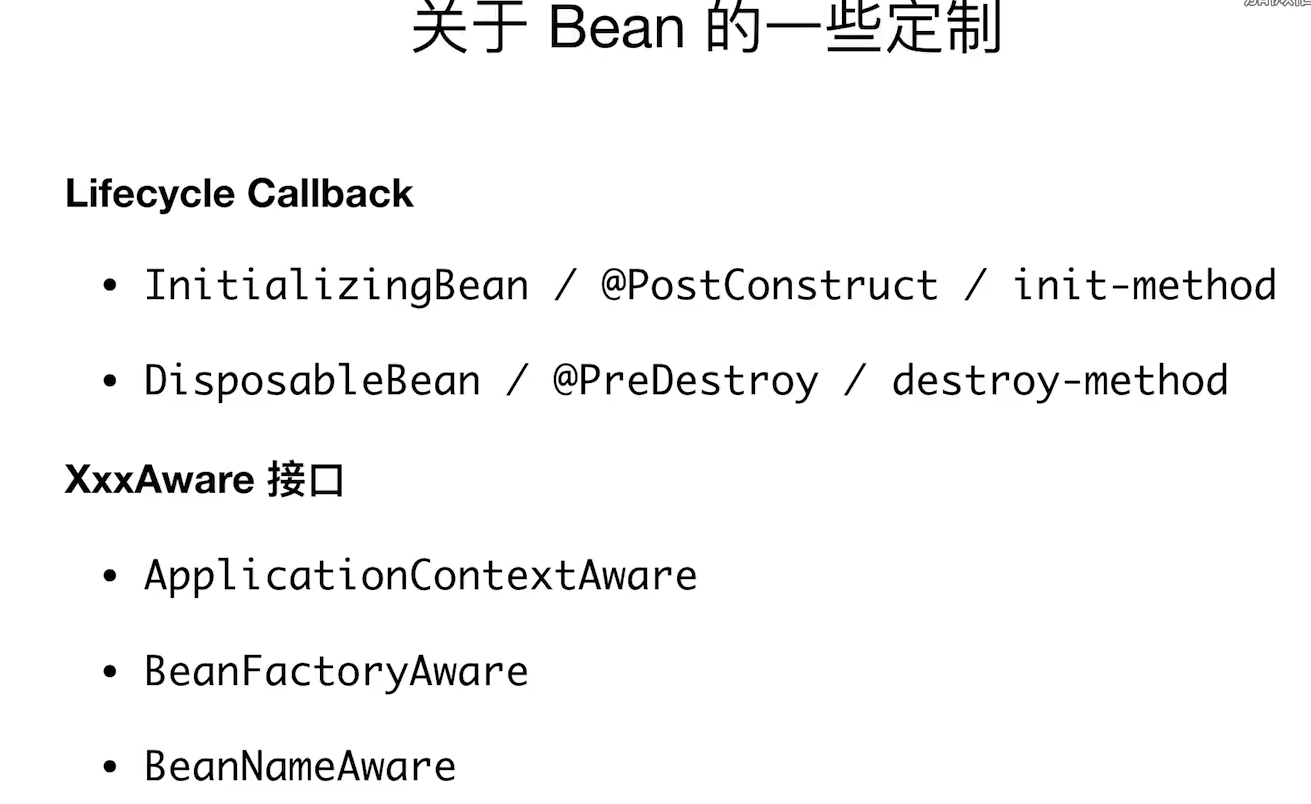 关于 Bean 的一些定制
Lifecycle Callback
• InitializingBean / @PostConstruct / init-method
• DisposableBean / @PreDestroy / destroy-method
XxxAware 接口
• ApplicationContextAware
• BeanFactoryAware
• BeanNameAware